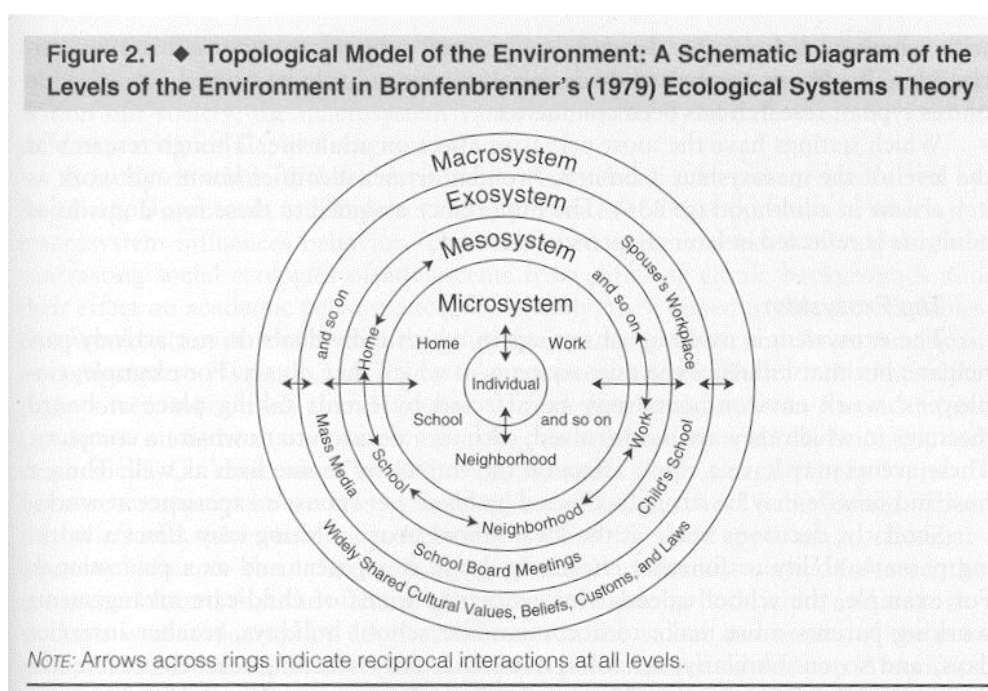 Figure 2.1 ◆ Topological Model of the Environment: A Schematic Diagram of the
Levels of the Environment in Bronfenbrenner's (1979) Ecological Systems Theory
Macrosystem
Exosystem
Mesosystem
Microsystem
and so on
Home
Home
Work
and so on
Spouse's Workplace
Individual
School
and so on
Neighborhood
Mass Media
School
Work
Child's School
Neighborhood
School Board Meetings
Widely Shared Cultural Values, Beliefs, Customs, and Laws
NOTE: Arrows across rings indicate reciprocal interactions at all levels.